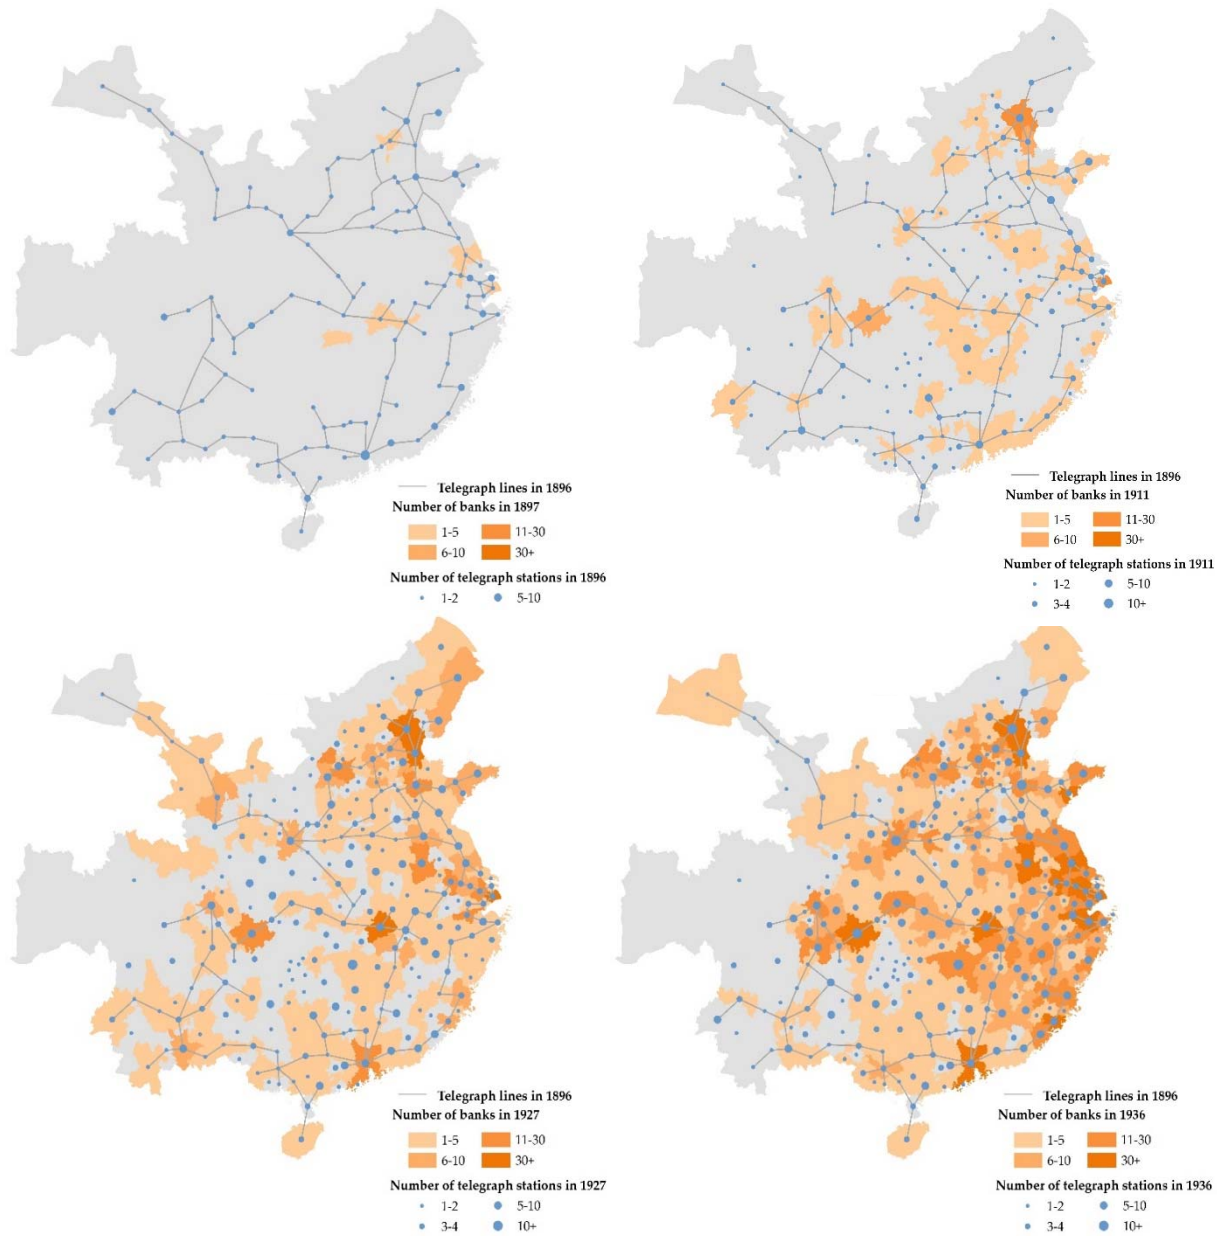 Telegraph lines in 1896
Number of banks in 1897
1-5 11-30
6-10 30+
Number of telegraph stations in 1896
1-2 5-10
Telegraph lines in 1896
Number of banks in 1911
1-5 11-30
6-10 30+
Number of telegraph stations in 1911
1-2 5-10
3-4 10+
Telegraph lines in 1896
Number of banks in 1927
1-5 11-30
6-10 30+
Number of telegraph stations in 1927
1-2 5-10
3-4 10+
Telegraph lines in 1896
Number of banks in 1936
1-5 11-30
6-10 30+
Number of telegraph stations in 1936
1-2 5-10
3-4 10+